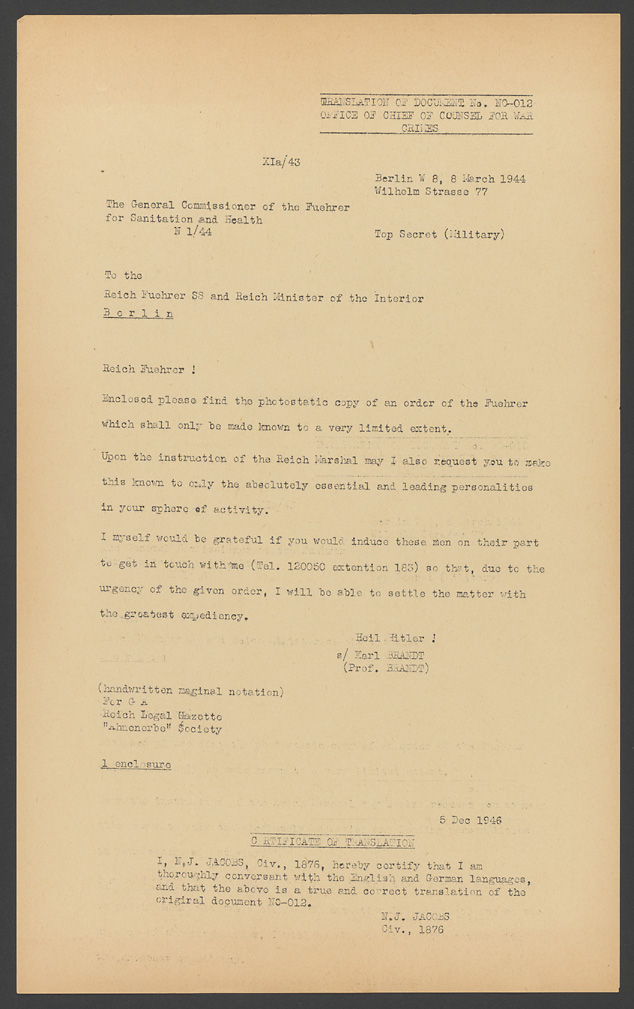 TRANSLATION OF DOCUMENT No. NO-012
OFFICE OF CHIEF OF COUNSEL FOR WAR
CRIMES
XIa/43
Berlin W 8, 8 March 1944
Wilhelm Strasse 77
The General Commissioner of the Fuehrer
for Sanitation and Health
N 1/44
Top Secret (Military)
To the
Reich Fuehrer SS and Reich Minister of the Interior
B e r l i n
Reich Fuehrer !
Enclosed please find the photostatic copy of an order of the Fuehrer
which shall only be made known to a very limited extent.
Upon the instruction of the Reich Marshal may I also request you to make
this known to only the absolutely essential and leading personalities
in your sphere of activity.
I myself would be grateful if you would induce these men on their part
to get in touch with me (Tel. 120050 extention 183) so that, due to the
urgency of the given order, I will be able to settle the matter with
the greatest expediency.
Heil Hitler !
s/ Karl BRANDT
(Prof. BRANDT)
(handwritten maginal notation)
For G A
Reich Legal Gazette
"Ahnenerbe" Society
1 enclosure
5 Dec 1946
CERTIFICATE OF TRANSLATION
I, N.J. JACOBS, Civ., 1876, hereby certify that I am
thoroughly conversant with the English and German languages,
and that the above is a true and correct translation of the
original document NO-012.
N.J. JACOBS
Civ., 1876